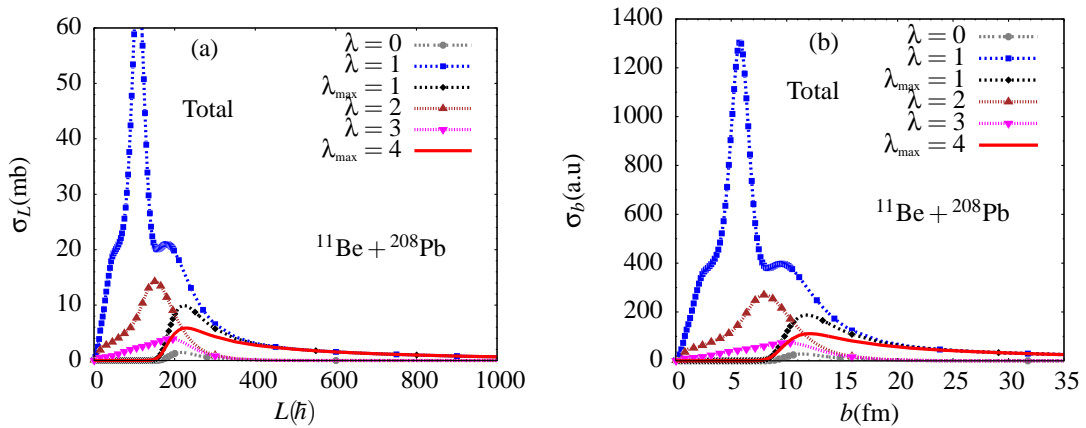 (a)
Total
λ = 0
λ = 1
λmax = 1
λ = 2
λ = 3
λmax = 4
¹¹Be + ²⁰⁸Pb
σL(mb)
60
50
40
30
20
10
0
0 200 400 600 800 1000
L(ℏ)
(b)
Total
λ = 0
λ = 1
λmax = 1
λ = 2
λ = 3
λmax = 4
¹¹Be + ²⁰⁸Pb
σb(a.u)
1400
1200
1000
800
600
400
200
0
0 5 10 15 20 25 30 35
b(fm)